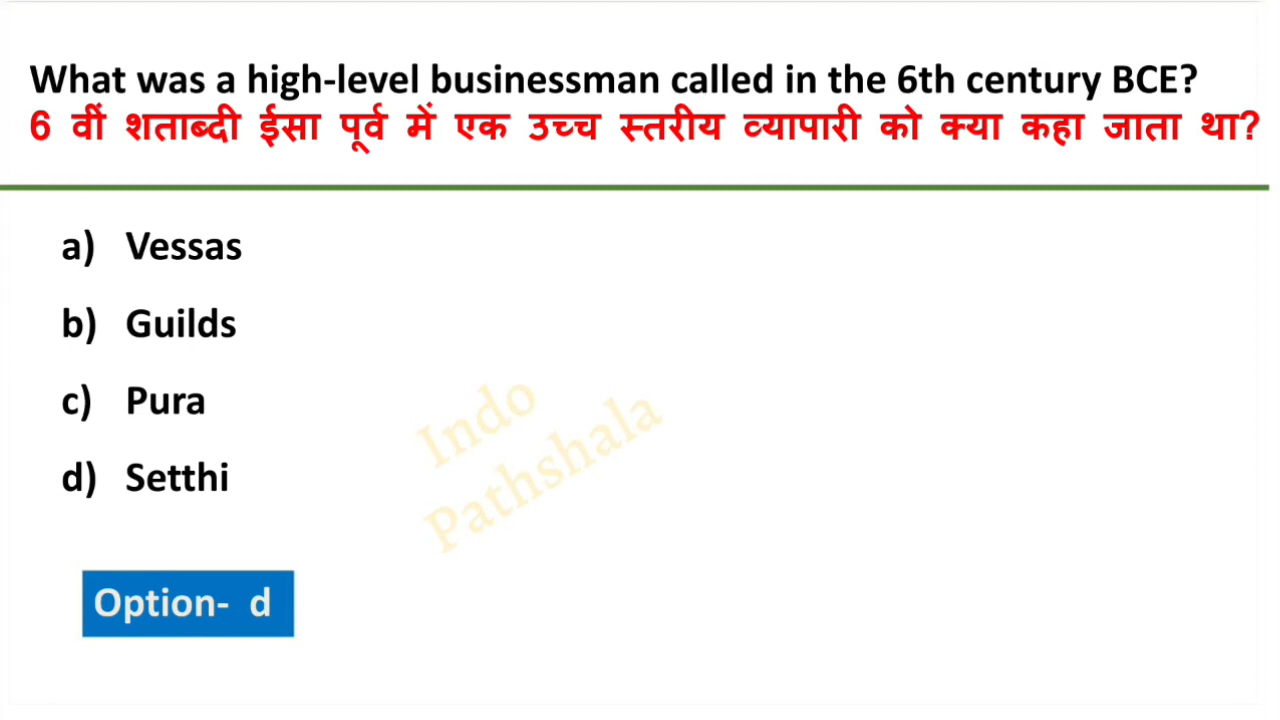 What was a high-level businessman called in the 6th century BCE?
6 वीं शताब्दी ईसा पूर्व में एक उच्च स्तरीय व्यापारी को क्या कहा जाता था?
a) Vessas
b) Guilds
c) Pura
d) Setthi
Indo
Pathshala
Option- d